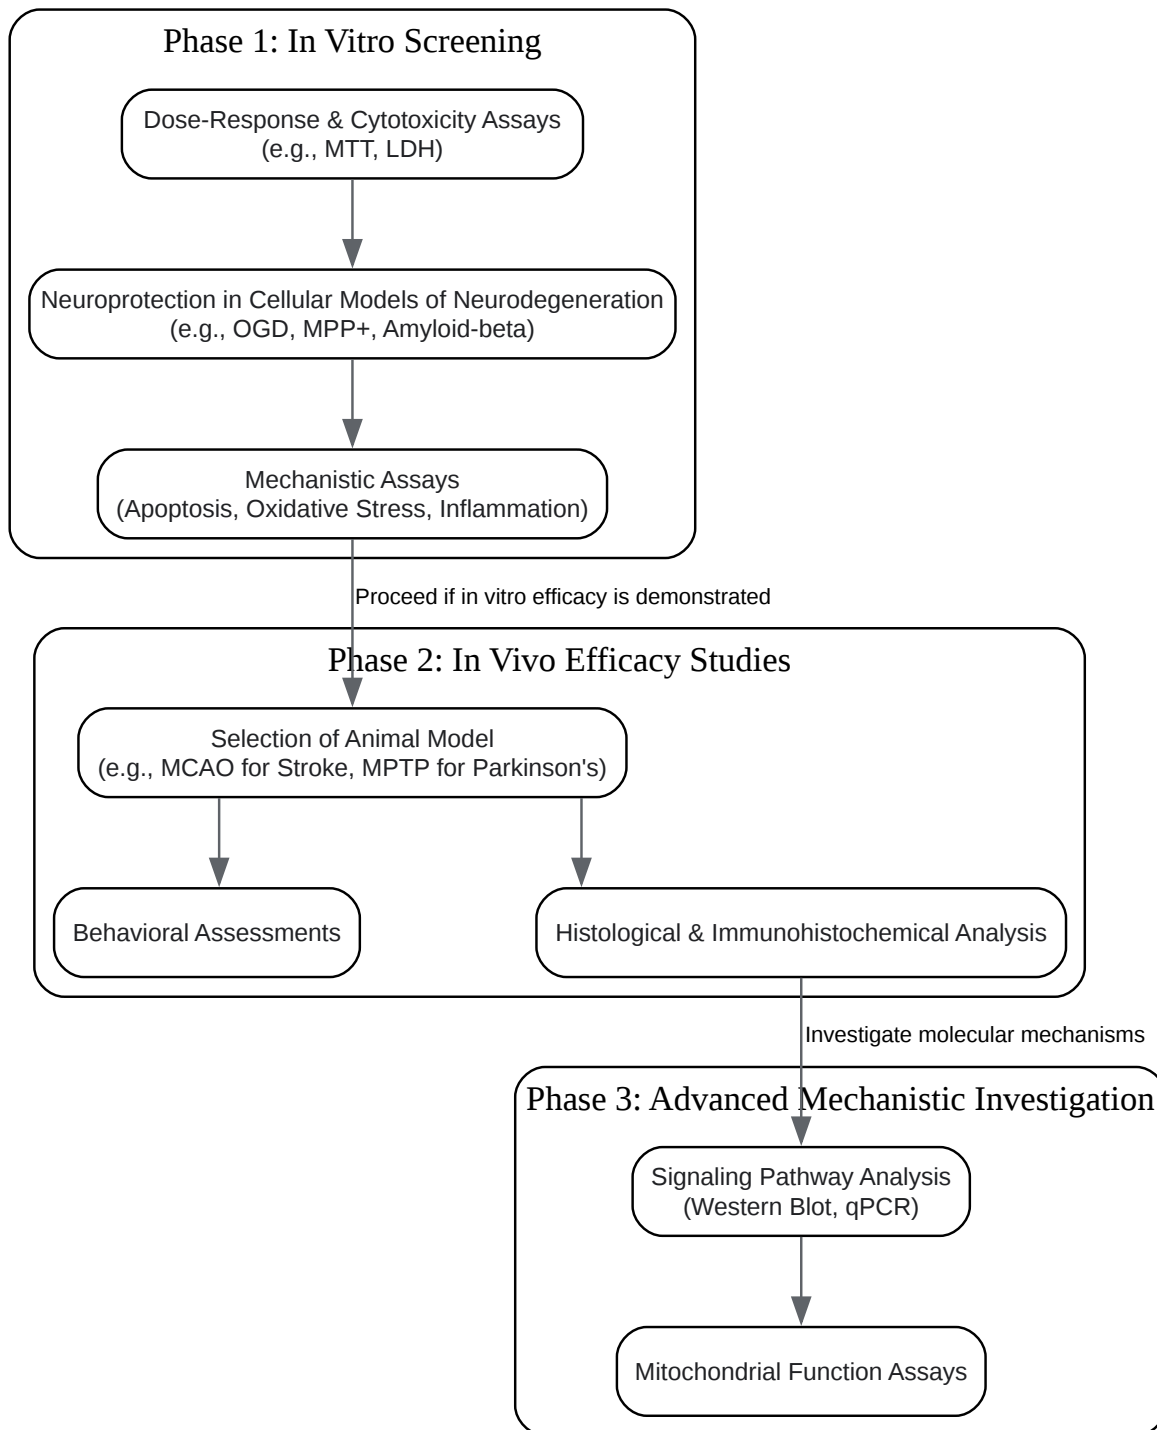 Phase 1: In Vitro Screening
Dose-Response & Cytotoxicity Assays
(e.g., MTT, LDH)
Neuroprotection in Cellular Models of Neurodegeneration
(e.g., OGD, MPP+, Amyloid-beta)
Mechanistic Assays
(Apoptosis, Oxidative Stress, Inflammation)
Proceed if in vitro efficacy is demonstrated
Phase 2: In Vivo Efficacy Studies
Selection of Animal Model
(e.g., MCAO for Stroke, MPTP for Parkinson's)
Behavioral Assessments
Histological & Immunohistochemical Analysis
Investigate molecular mechanisms
Phase 3: Advanced Mechanistic Investigation
Signaling Pathway Analysis
(Western Blot, qPCR)
Mitochondrial Function Assays